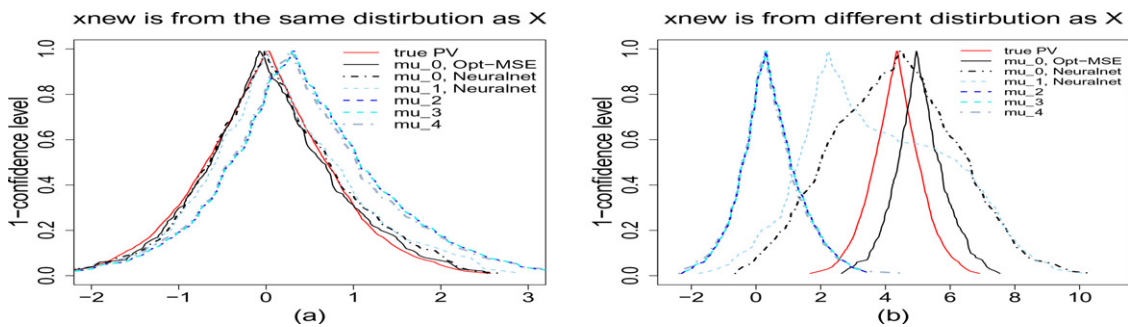 xnew is from the same distirbution as X
1-confidence level
0.0 0.2 0.4 0.6 0.8 1.0
true PV
mu_0, Opt-MSE
mu_0, Neuralnet
mu_1, Neuralnet
mu_2
mu_3
mu_4
-2 -1 0 1 2 3
(a)
xnew is from different distirbution as X
1-confidence level
0.0 0.2 0.4 0.6 0.8 1.0
true PV
mu_0, Opt-MSE
mu_0, Neuralnet
mu_1, Neuralnet
mu_2
mu_3
mu_4
-2 0 2 4 6 8 10
(b)